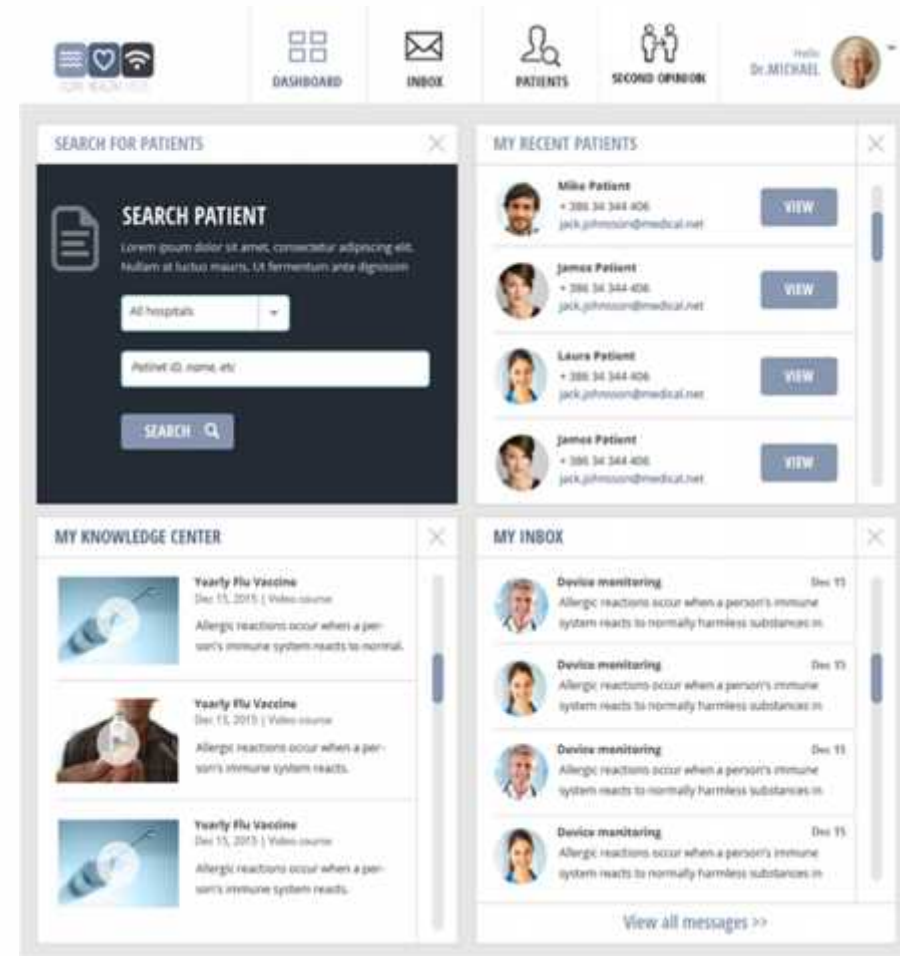 DASHBOARD
INBOX
PATIENTS
SECOND OPINION
Hello
Dr.MICHAEL
SEARCH FOR PATIENTS
SEARCH PATIENT
Lorem ipsum dolor sit amet, consectetur adipiscing elit.
Nullam at luctus mauris. Ut fermentum ante dignissim
All hospitals
Patinet ID, name, etc
SEARCH
MY RECENT PATIENTS
Mike Patient
+ 386 34 344 406
jack.johnsson@medical.net
VIEW
James Patient
+ 386 34 344 406
jack.johnsson@medical.net
VIEW
Laura Patient
+ 386 34 344 406
jack.johnsson@medical.net
VIEW
James Patient
+ 386 34 344 406
jack.johnsson@medical.net
VIEW
MY KNOWLEDGE CENTER
Yearly Flu Vaccine
Dec 15, 2015 | Video course
Allergic reactions occur when a per-
son's immune system reacts to normal.
Yearly Flu Vaccine
Dec 15, 2015 | Video course
Allergic reactions occur when a per-
son's immune system reacts.
Yearly Flu Vaccine
Dec 15, 2015 | Video course
Allergic reactions occur when a per-
son's immune system reacts.
MY INBOX
Device monitoring Dec 15
Allergic reactions occur when a person's immune
system reacts to normally harmless substances in
Device monitoring Dec 15
Allergic reactions occur when a person's immune
system reacts to normally harmless substances in
Device monitoring Dec 15
Allergic reactions occur when a person's immune
system reacts to normally harmless substances in
Device monitoring Dec 15
Allergic reactions occur when a person's immune
system reacts to normally harmless substances in
View all messages >>